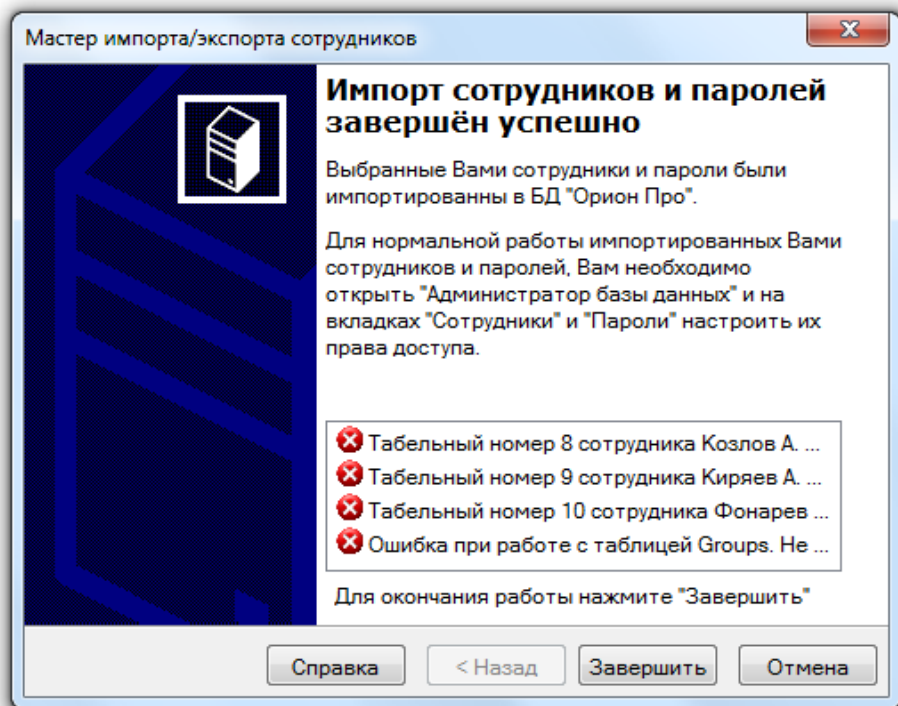 Мастер импорта/экспорта сотрудников
Импорт сотрудников и паролей
завершён успешно
Выбранные Вами сотрудники и пароли были
импортированны в БД "Орион Про".
Для нормальной работы импортированных Вами
сотрудников и паролей, Вам необходимо
открыть "Администратор базы данных" и на
вкладках "Сотрудники" и "Пароли" настроить их
права доступа.
Табельный номер 8 сотрудника Козлов А. ...
Табельный номер 9 сотрудника Киряев А. ...
Табельный номер 10 сотрудника Фонарев ...
Ошибка при работе с таблицей Groups. Не ...
Для окончания работы нажмите "Завершить"
Справка
< Назад
Завершить
Отмена